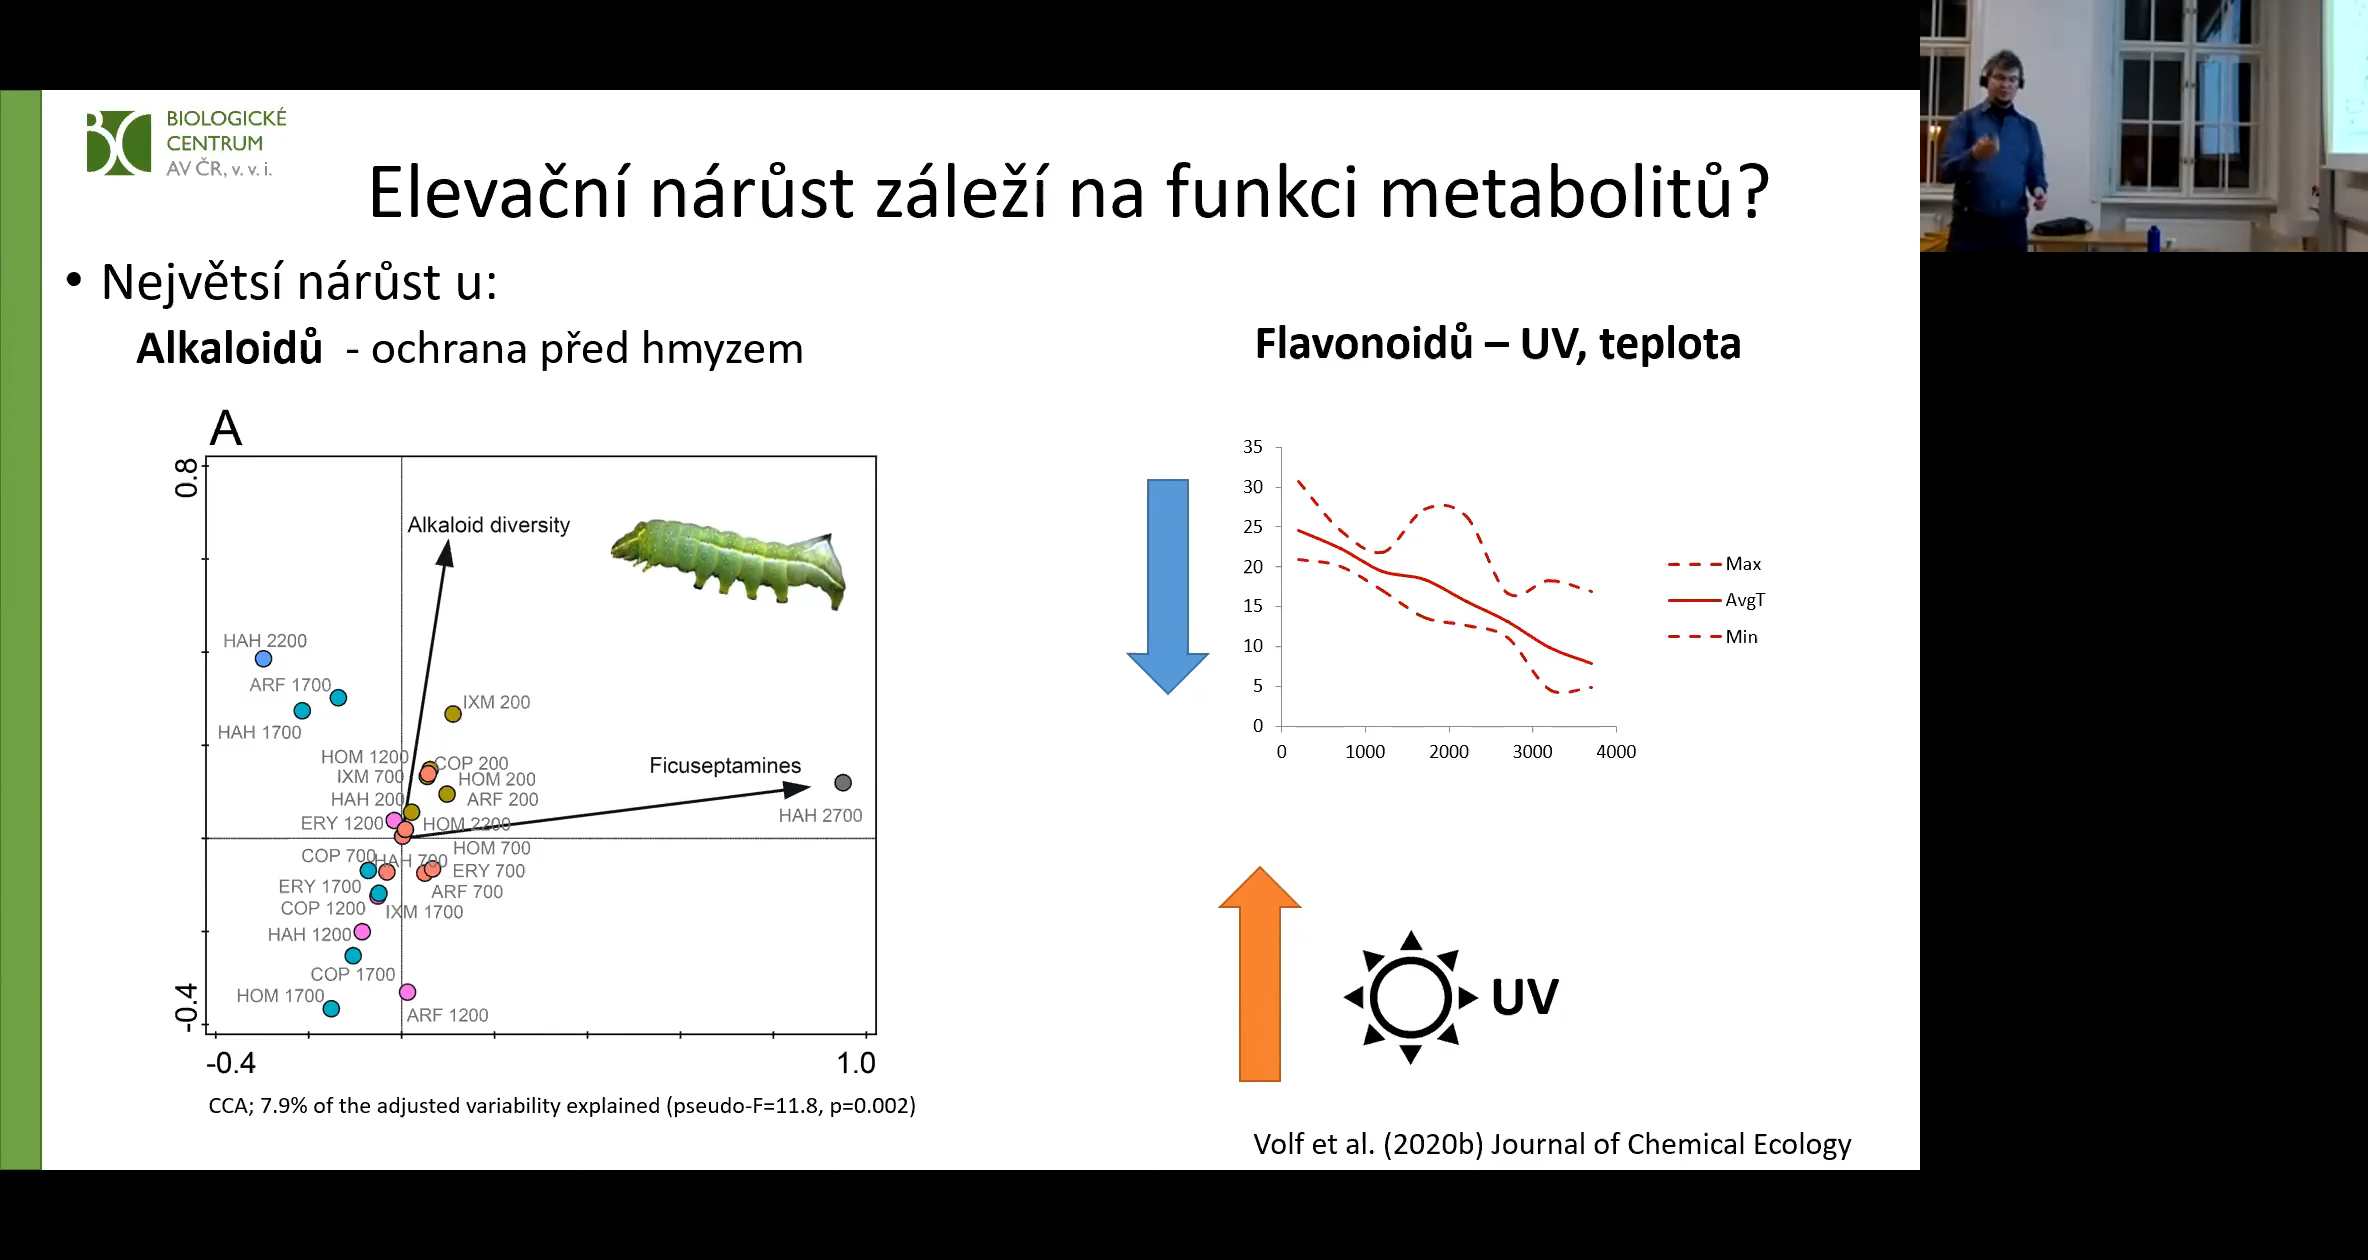 BIOLOGICKÉ
CENTRUM
AV ČR, v. v. i.
Elevační nárůst záleží na funkci metabolitů?
• Největsí nárůst u:
Alkaloidů - ochrana před hmyzem
Flavonoidů – UV, teplota
A
0.8
-0.4
-0.4
1.0
Alkaloid diversity
Ficuseptamines
HAH 2200
ARF 1700
HAH 1700
IXM 200
HOM 1200
COP 200
IXM 700
HOM 200
HAH 200
ARF 200
ERY 1200
HOM 2200
HAH 2700
COP 700
HAH 700
HOM 700
ERY 700
ERY 1700
ARF 700
COP 1200
IXM 1700
HAH 1200
COP 1700
HOM 1700
ARF 1200
CCA; 7.9% of the adjusted variability explained (pseudo-F=11.8, p=0.002)
35
30
25
20
15
10
5
0
0
1000
2000
3000
4000
Max
AvgT
Min
UV
Volf et al. (2020b) Journal of Chemical Ecology